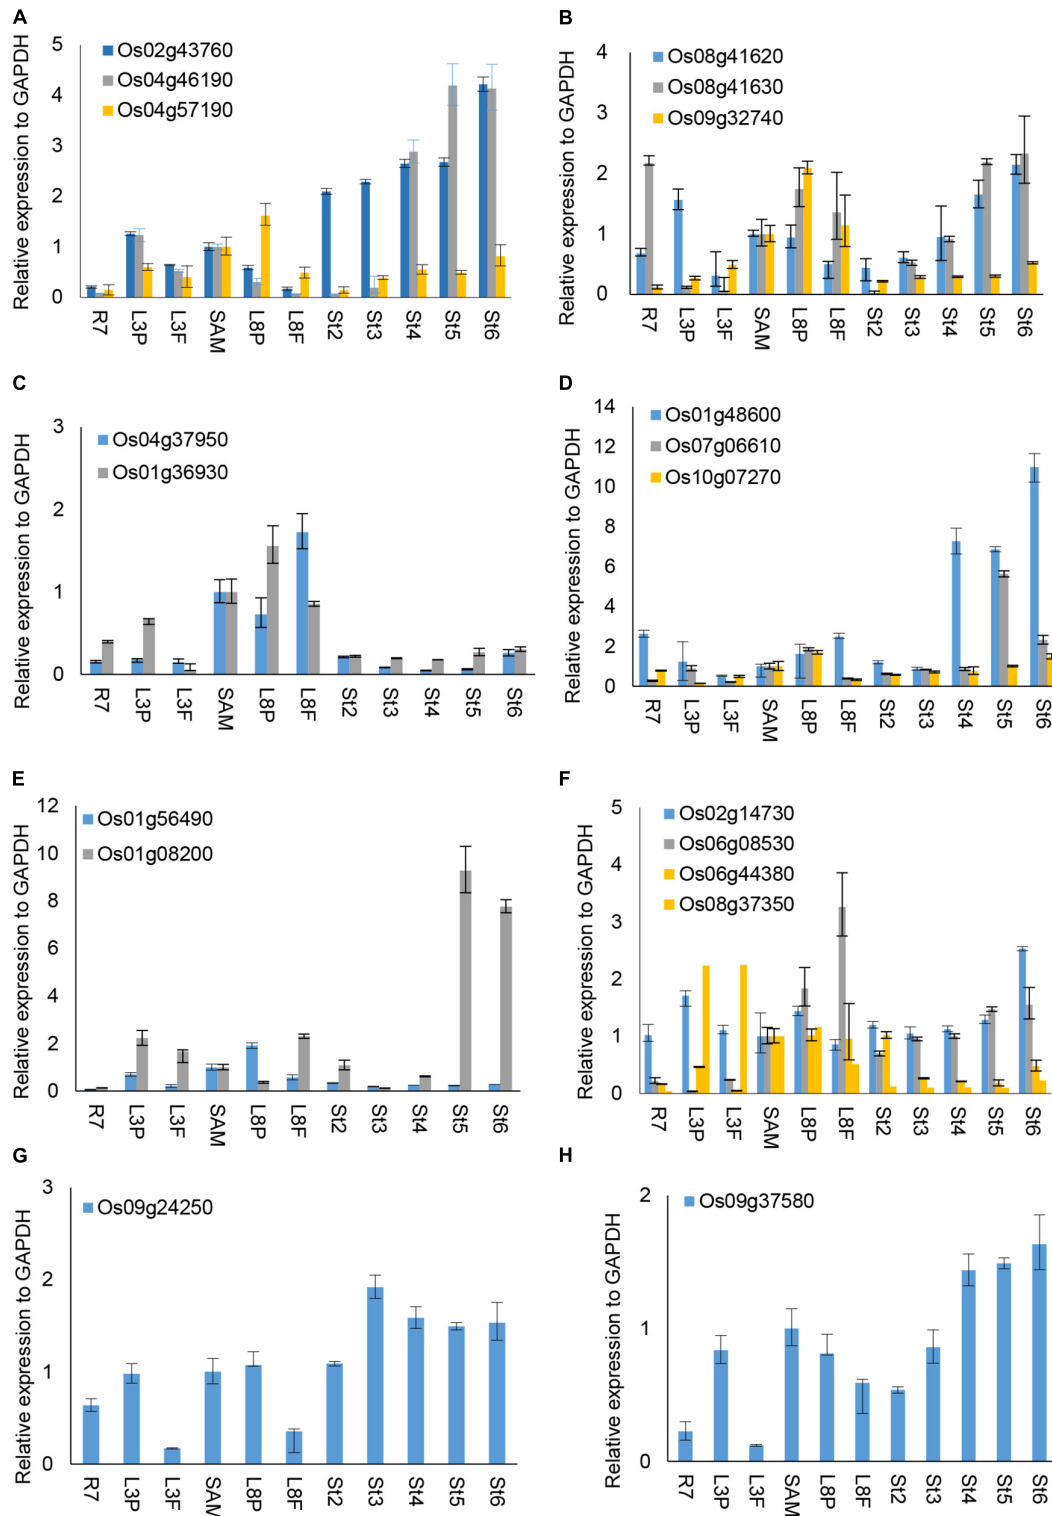 A
Relative expression to GAPDH
5
4
3
2
1
0
Os02g43760
Os04g46190
Os04g57190
R7 L3P L3F SAM L8P L8F St2 St3 St4 St5 St6
B
Relative expression to GAPDH
4
3
2
1
0
Os08g41620
Os08g41630
Os09g32740
R7 L3P L3F SAM L8P L8F St2 St3 St4 St5 St6
C
Relative expression to GAPDH
3
2
1
0
Os04g37950
Os01g36930
R7 L3P L3F SAM L8P L8F St2 St3 St4 St5 St6
D
Relative expression to GAPDH
14
12
10
8
6
4
2
0
Os01g48600
Os07g06610
Os10g07270
R7 L3P L3F SAM L8P L8F St2 St3 St4 St5 St6
E
Relative expression to GAPDH
12
10
8
6
4
2
0
Os01g56490
Os01g08200
R7 L3P L3F SAM L8P L8F St2 St3 St4 St5 St6
F
Relative expression to GAPDH
5
4
3
2
1
0
Os02g14730
Os06g08530
Os06g44380
Os08g37350
R7 L3P L3F SAM L8P L8F St2 St3 St4 St5 St6
G
Relative expression to GAPDH
3
2
1
0
Os09g24250
R7 L3P L3F SAM L8P L8F St2 St3 St4 St5 St6
H
Relative expression to GAPDH
2
1
0
Os09g37580
R7 L3P L3F SAM L8P L8F St2 St3 St4 St5 St6